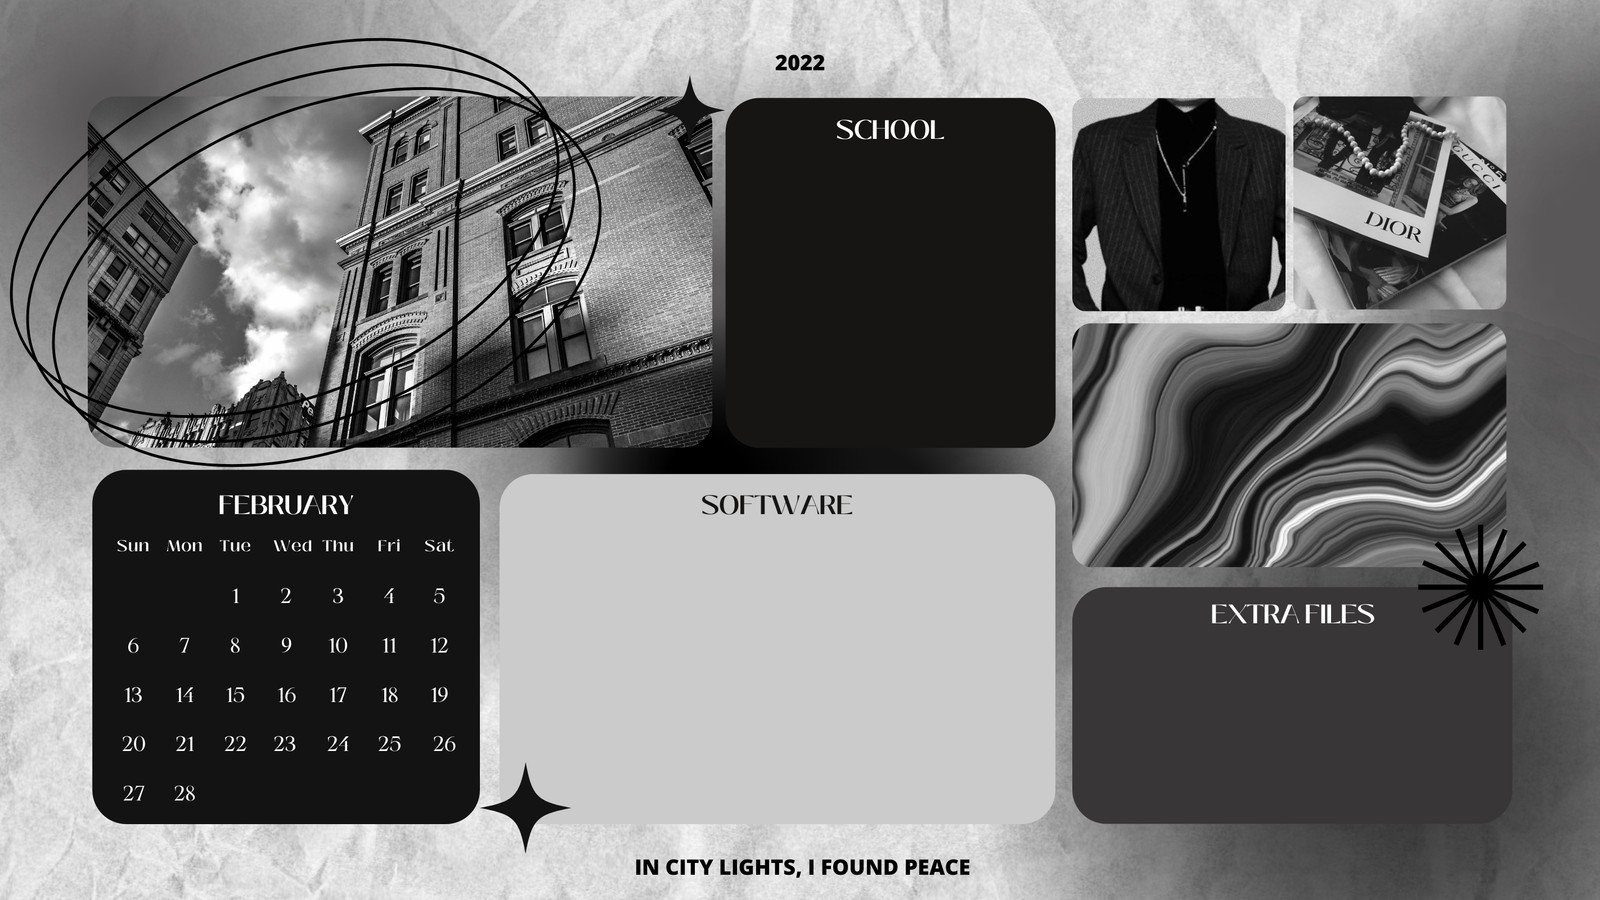 2022
SCHOOL
DIOR
GUCCI
FEBRUARY
Sun Mon Tue Wed Thu Fri Sat
1 2 3 4 5
6 7 8 9 10 11 12
13 14 15 16 17 18 19
20 21 22 23 24 25 26
27 28
SOFTWARE
EXTRA FILES
IN CITY LIGHTS, I FOUND PEACE